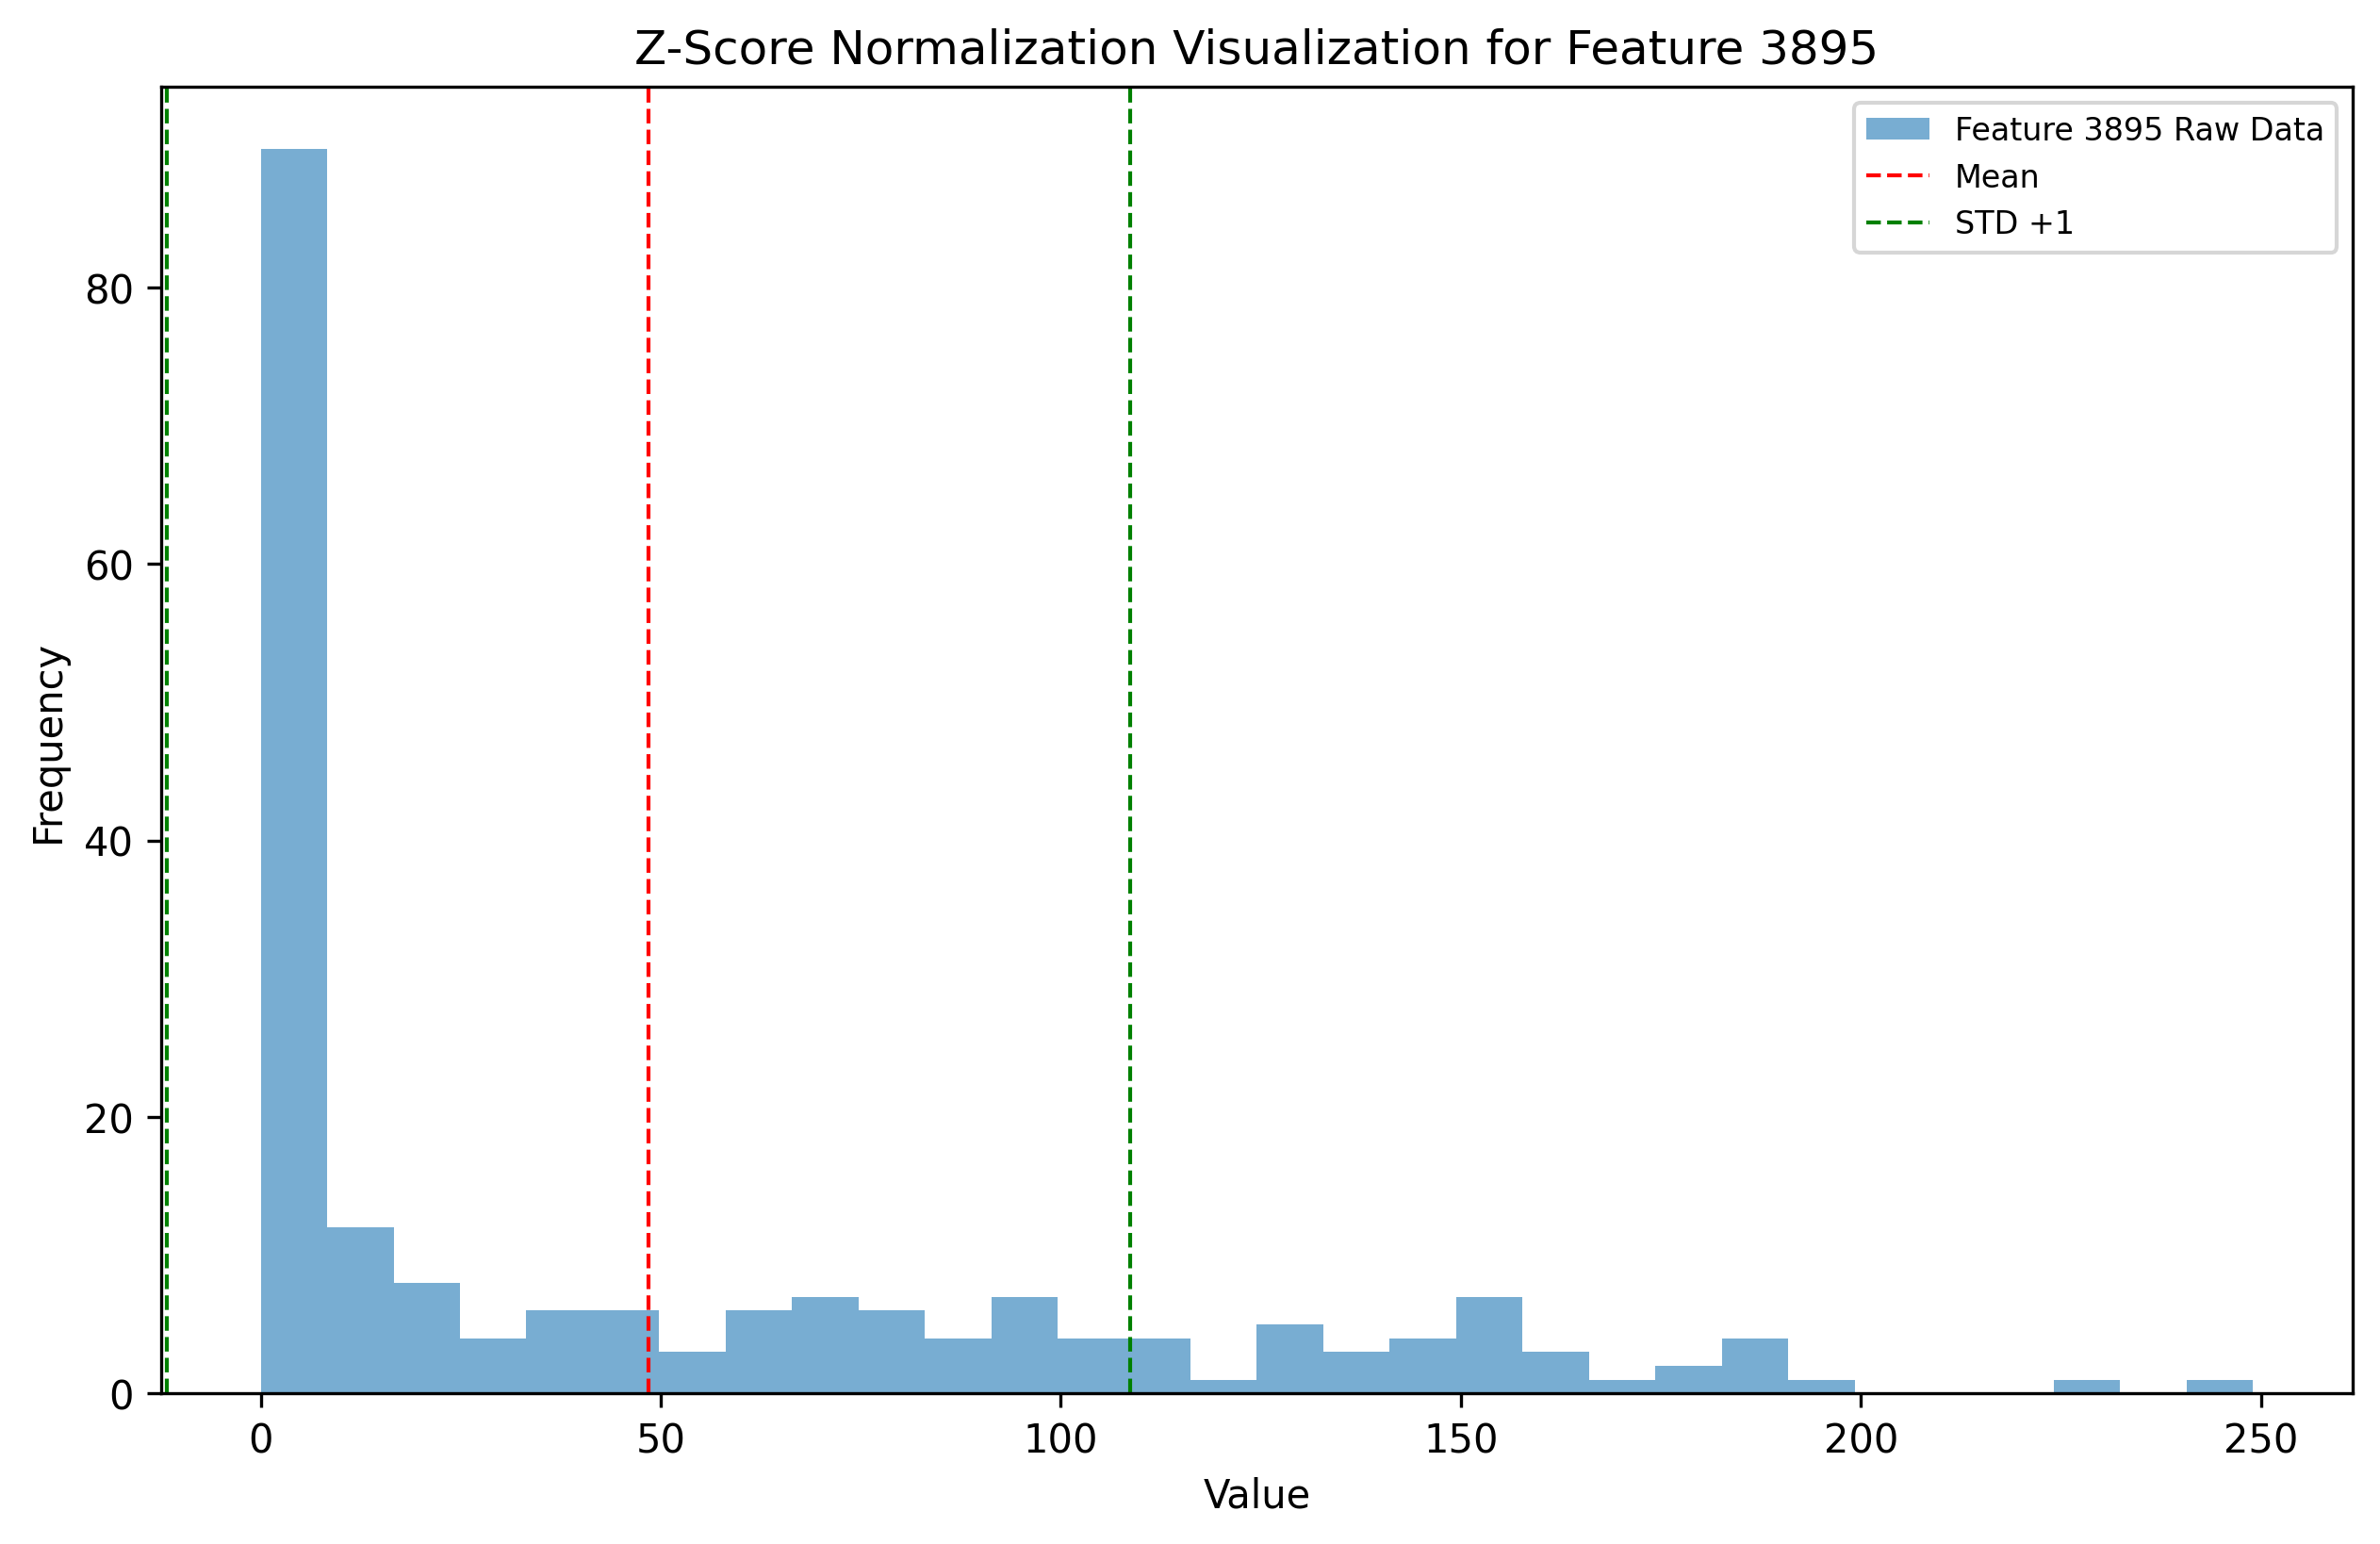 Z-Score Normalization Visualization for Feature 3895
Feature 3895 Raw Data
Mean
STD +1
80
60
40
20
0
Frequency
0 50 100 150 200 250
Value